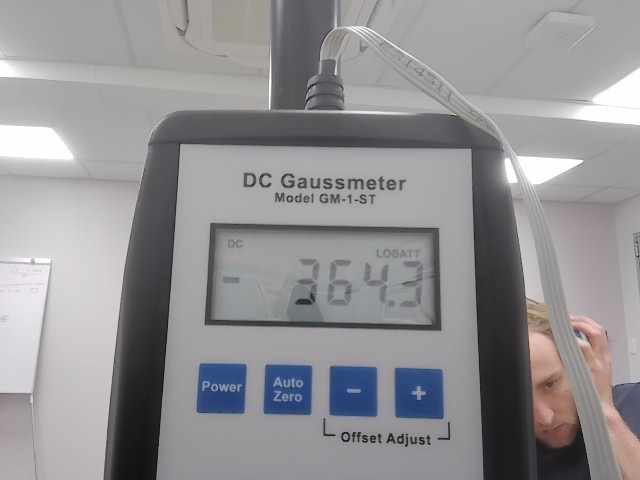 DC Gaussmeter
Model GM-1-ST
DC
LOBATT
- 364.3
Power
Auto
Zero
-
+
Offset Adjust